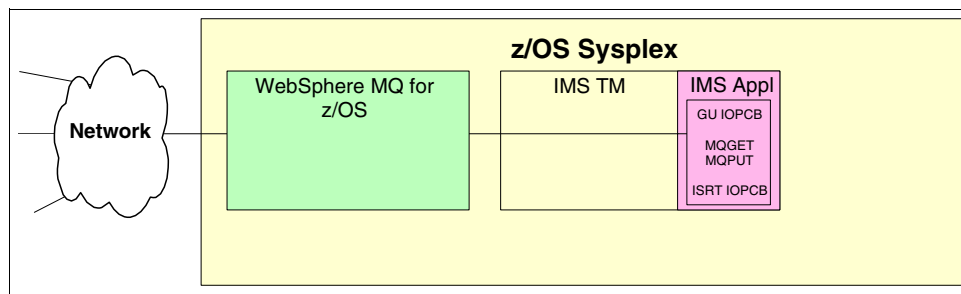 z/OS Sysplex
WebSphere MQ for
z/OS
IMS TM
IMS Appl
GU IOPCB
Network
MQGET
MQPUT
ISRT IOPCB